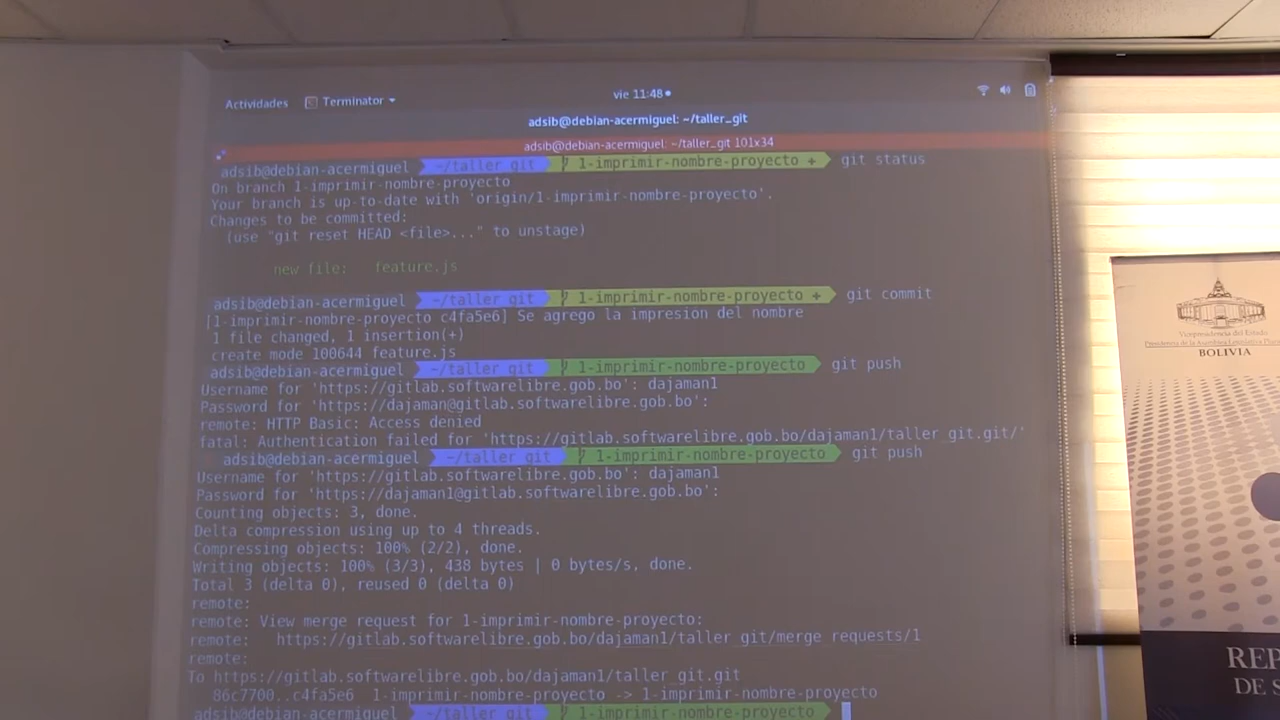 Actividades Terminator vie 11:48
adsib@debian-acermiguel: ~/taller_git
adsib@debian-acermiguel: ~/taller_git 101x34
adsib@debian-acermiguel ~/taller_git 1-imprimir-nombre-proyecto + git status
On branch 1-imprimir-nombre-proyecto
Your branch is up-to-date with 'origin/1-imprimir-nombre-proyecto'.
Changes to be committed:
(use "git reset HEAD <file>..." to unstage)
new file: feature.js
adsib@debian-acermiguel ~/taller_git 1-imprimir-nombre-proyecto + git commit
[1-imprimir-nombre-proyecto c4fa5e6] Se agrego la impresion del nombre
1 file changed, 1 insertion(+)
create mode 100644 feature.js
adsib@debian-acermiguel ~/taller_git 1-imprimir-nombre-proyecto git push
Username for 'https://gitlab.softwarelibre.gob.bo': dajaman1
Password for 'https://dajaman@gitlab.softwarelibre.gob.bo':
remote: HTTP Basic: Access denied
fatal: Authentication failed for 'https://gitlab.softwarelibre.gob.bo/dajaman1/taller_git.git/'
adsib@debian-acermiguel ~/taller_git 1-imprimir-nombre-proyecto git push
Username for 'https://gitlab.softwarelibre.gob.bo': dajaman1
Password for 'https://dajaman1@gitlab.softwarelibre.gob.bo':
Counting objects: 3, done.
Delta compression using up to 4 threads.
Compressing objects: 100% (2/2), done.
Writing objects: 100% (3/3), 438 bytes | 0 bytes/s, done.
Total 3 (delta 0), reused 0 (delta 0)
remote:
remote: View merge request for 1-imprimir-nombre-proyecto:
remote: https://gitlab.softwarelibre.gob.bo/dajaman1/taller_git/merge_requests/1
remote:
To https://gitlab.softwarelibre.gob.bo/dajaman1/taller_git.git
86c7700..c4fa5e6 1-imprimir-nombre-proyecto -> 1-imprimir-nombre-proyecto
adsib@debian-acermiguel ~/taller_git 1-imprimir-nombre-proyecto
Vicepresidencia del Estado
Presidencia de la Asamblea Legislativa
BOLIVIA
REP
DE S